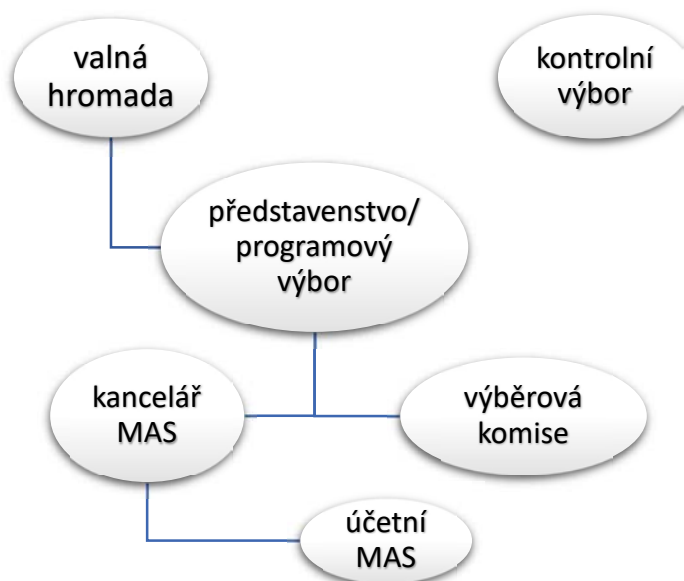 valná
hromada
kontrolní
výbor
představenstvo/
programový
výbor
kancelář
MAS
výběrová
komise
účetní
MAS